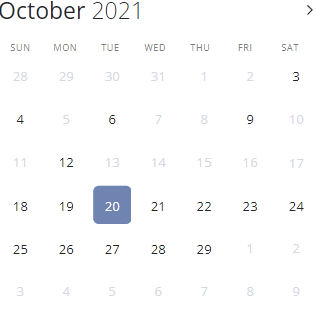 October 2021
SUN MON TUE WED THU FRI SAT
28 29 30 31 1 2 3
4 5 6 7 8 9 10
11 12 13 14 15 16 17
18 19 20 21 22 23 24
25 26 27 28 29 1 2
3 4 5 6 7 8 9